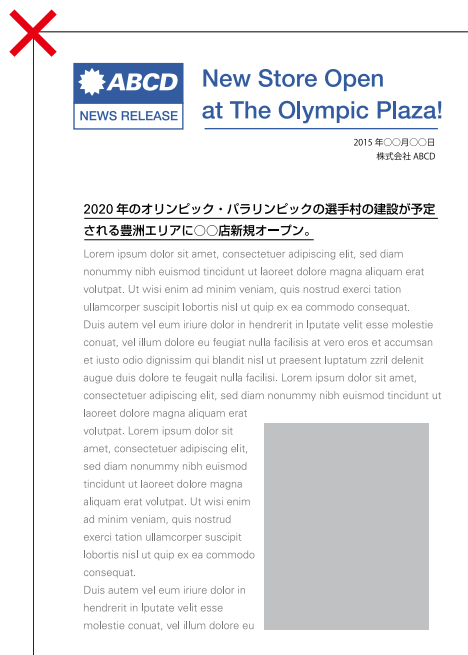 ABCD
NEWS RELEASE
New Store Open
at The Olympic Plaza!
2015 年○○月○○日
株式会社 ABCD
2020 年のオリンピック・パラリンピックの選手村の建設が予定
される豊洲エリアに○○店新規オープン。
Lorem ipsum dolor sit amet, consectetuer adipiscing elit, sed diam
nonummy nibh euismod tincidunt ut laoreet dolore magna aliquam erat
volutpat. Ut wisi enim ad minim veniam, quis nostrud exerci tation
ullamcorper suscipit lobortis nisl ut quip ex ea commodo consequat.
Duis autem vel eum iriure dolor in hendrerit in lputate velit esse molestie
conuat, vel illum dolore eu feugiat nulla facilisis at vero eros et accumsan
et iusto odio dignissim qui blandit nisl ut praesent luptatum zzril delenit
augue duis dolore te feugait nulla facilisi. Lorem ipsum dolor sit amet,
consectetuer adipiscing elit, sed diam nonummy nibh euismod tincidunt ut
laoreet dolore magna aliquam erat
volutpat. Lorem ipsum dolor sit
amet, consectetuer adipiscing elit,
sed diam nonummy nibh euismod
tincidunt ut laoreet dolore magna
aliquam erat volutpat. Ut wisi enim
ad minim veniam, quis nostrud
exerci tation ullamcorper suscipit
lobortis nisl ut quip ex ea commodo
consequat.
Duis autem vel eum iriure dolor in
hendrerit in lputate velit esse
molestie conuat, vel illum dolore eu